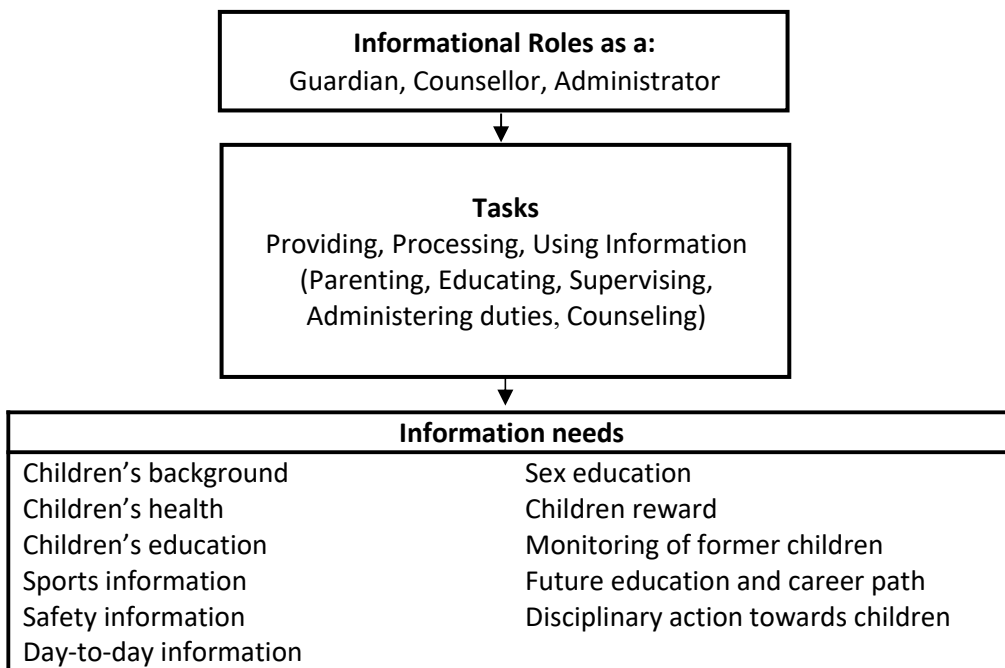 Informational Roles as a:
Guardian, Counsellor, Administrator
Tasks
Providing, Processing, Using Information
(Parenting, Educating, Supervising,
Administering duties, Counseling)
Information needs
Children’s background
Children’s health
Children’s education
Sports information
Safety information
Day-to-day information
Sex education
Children reward
Monitoring of former children
Future education and career path
Disciplinary action towards children